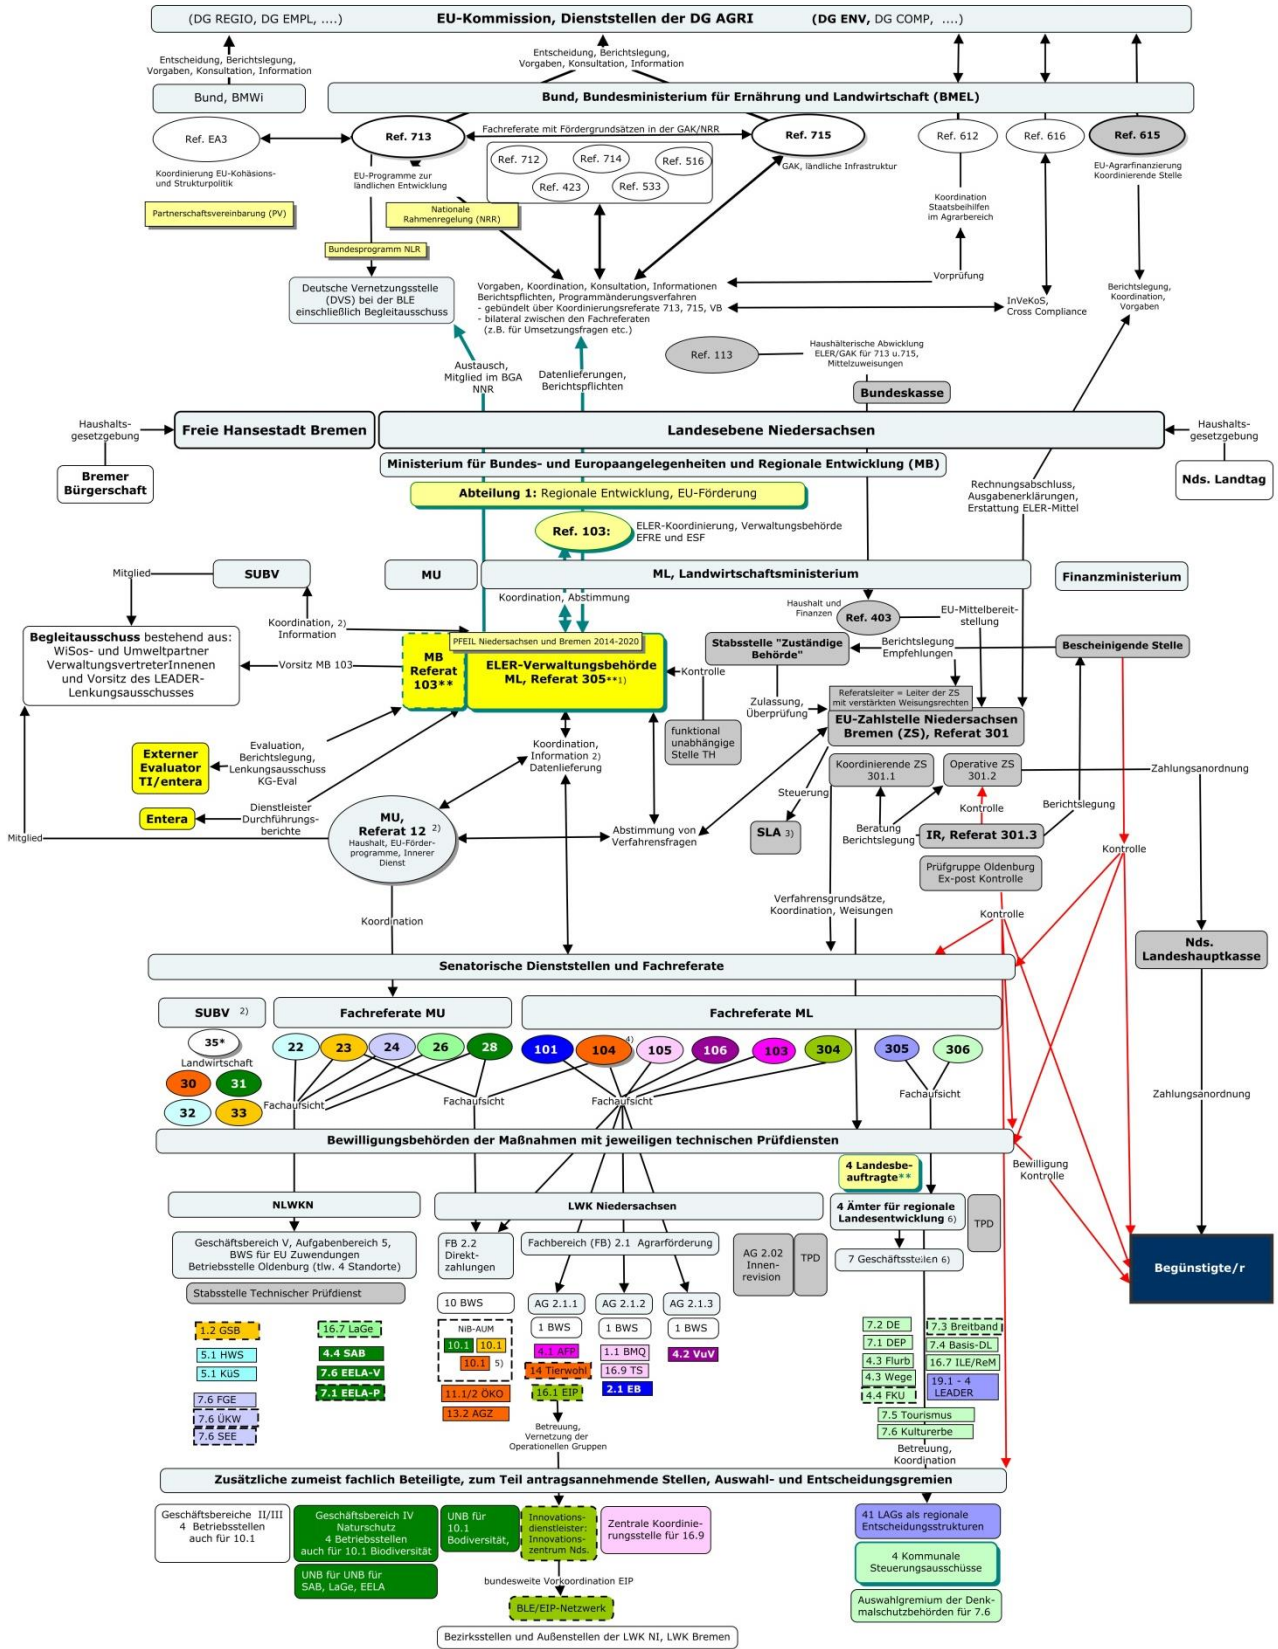 (DG REGIO, DG EMPL, ....)
EU-Kommission, Dienststellen der DG AGRI
(DG ENV, DG COMP, ....)
Entscheidung, Berichtslegung,
Vorgaben, Konsultation, Information
Entscheidung, Berichtslegung,
Vorgaben, Konsultation, Information
Bund, BMWi
Bund, Bundesministerium für Ernährung und Landwirtschaft (BMEL)
Ref. EA3
Ref. 713
Fachreferate mit Fördergrundsätzen in der GAK/NRR
Ref. 715
Ref. 612
Ref. 616
Ref. 615
Ref. 712
Ref. 714
Ref. 516
Ref. 423
Ref. 533
Koordinierung EU-Kohäsions-
und Strukturpolitik
EU-Programme zur
ländlichen Entwicklung
GAK, ländliche Infrastruktur
EU-Agrarfinanzierung
Koordinierende Stelle
Koordination
Staatsbeihilfen
im Agrarbereich
Partnerschaftsvereinbarung (PV)
Nationale
Rahmenregelung (NRR)
Bundesprogramm NLR
Deutsche Vernetzungsstelle
(DVS) bei der BLE
einschließlich Begleitausschuss
Vorgaben, Koordination, Konsultation, Informationen
Berichtspflichten, Programmänderungsverfahren
- gebündelt über Koordinierungsreferate 713, 715, VB
- bilateral zwischen den Fachreferaten
(z.B. für Umsetzungsfragen etc.)
Vorprüfung
InVeKoS,
Cross Compliance
Berichtslegung,
Koordination,
Vorgaben
Ref. 113
Haushälterische Abwicklung
ELER/GAK für 713 u.715,
Mittelzuweisungen
Austausch,
Mitglied im BGA
NNR
Datenlieferungen,
Berichtspflichten
Bundeskasse
Haushalts-
gesetzgebung
Freie Hansestadt Bremen
Landesebene Niedersachsen
Haushalts-
gesetzgebung
Bremer
Bürgerschaft
Ministerium für Bundes- und Europaangelegenheiten und Regionale Entwicklung (MB)
Nds. Landtag
Abteilung 1: Regionale Entwicklung, EU-Förderung
Rechnungsabschluss,
Ausgabenerklärungen,
Erstattung ELER-Mittel
Ref. 103:
ELER-Koordinierung, Verwaltungsbehörde
EFRE und ESF
Mitglied
SUBV
MU
ML, Landwirtschaftsministerium
Finanzministerium
Koordination, Abstimmung
Koordination, 2)
Information
Haushalt und
Finanzen
Ref. 403
EU-Mittelbereit-
stellung
Begleitausschuss bestehend aus:
WiSos- und Umweltpartner
VerwaltungsvertreterInnenen
und Vorsitz des LEADER-
Lenkungsausschusses
Vorsitz MB 103
MB
Referat
103**
PFEIL Niedersachsen und Bremen 2014-2020
ELER-Verwaltungsbehörde
ML, Referat 305**1)
Kontrolle
Stabsstelle "Zuständige
Behörde"
Berichtslegung
Empfehlungen
Bescheinigende Stelle
Zulassung,
Überprüfung
Referatsleiter = Leiter der ZS
mit verstärkten Weisungsrechten
EU-Zahlstelle Niedersachsen
Bremen (ZS), Referat 301
funktional
unabhängige
Stelle TH
Externer
Evaluator
TI/entera
Evaluation,
Berichtslegung,
Lenkungsausschuss
KG-Eval
Koordination,
Information 2)
Datenlieferung
Koordinierende ZS
301.1
Operative ZS
301.2
Zahlungsanordnung
Steuerung
Kontrolle
Berichtslegung
Entera
Dienstleister
Durchführungs-
berichte
Mitglied
MU,
Referat 12 2)
Haushalt, EU-Förder-
programme, Innerer
Dienst
Abstimmung von
Verfahrensfragen
SLA 3)
Beratung
Berichtslegung
IR, Referat 301.3
Kontrolle
Prüfgruppe Oldenburg
Ex-post Kontrolle
Koordination
Verfahrensgrundsätze,
Koordination, Weisungen
Kontrolle
Nds.
Landeshauptkasse
Senatorische Dienststellen und Fachreferate
SUBV 2)
Fachreferate MU
Fachreferate ML
35*
22
23
24
26
28
101
104
4)
105
106
103
304
305
306
Landwirtschaft
30
31
32
33
Fachaufsicht
Fachaufsicht
Fachaufsicht
Fachaufsicht
Zahlungsanordnung
Bewilligungsbehörden der Maßnahmen mit jeweiligen technischen Prüfdiensten
Bewilligung
Kontrolle
4 Landesbe-
auftragte**
NLWKN
LWK Niedersachsen
4 Ämter für regionale
Landesentwicklung 6)
TPD
Geschäftsbereich V, Aufgabenbereich 5,
BWS für EU Zuwendungen
Betriebsstelle Oldenburg (tlw. 4 Standorte)
FB 2.2
Direkt-
zahlungen
Fachbereich (FB) 2.1 Agrarförderung
AG 2.02
Innen-
revision
TPD
7 Geschäftsstellen 6)
Begünstigte/r
Stabsstelle Technischer Prüfdienst
10 BWS
AG 2.1.1
AG 2.1.2
AG 2.1.3
1 BWS
1 BWS
1 BWS
1.2 GSB
16.7 LaGe
NiB-AUM
10.1
10.1
10.1 5)
4.1 AFP
1.1 BMQ
4.2 VuV
7.2 DE
7.3 Breitband
5.1 HWS
4.4 SAB
7.1 DEP
7.4 Basis-DL
5.1 KüS
7.6 EELA-V
14 Tierwohl
16.9 TS
4.3 Flurb
16.7 ILE/ReM
7.6 FGE
7.1 EELA-P
11.1/2 ÖKO
16.1 EIP
2.1 EB
4.3 Wege
19.1 - 4
LEADER
7.6 ÜKW
13.2 AGZ
4.4 FKU
7.6 SEE
7.5 Tourismus
7.6 Kulturerbe
Betreuung,
Vernetzung der
Operationellen Gruppen
Betreuung,
Koordination
Zusätzliche zumeist fachlich Beteiligte, zum Teil antragsannehmende Stellen, Auswahl- und Entscheidungsgremien
Geschäftsbereiche II/III
4 Betriebsstellen
auch für 10.1
Geschäftsbereich IV
Naturschutz
4 Betriebsstellen
auch für 10.1 Biodiversität
UNB für
10.1
Bodiversität,
Innovations-
dienstleister:
Innovations-
zentrum Nds.
Zentrale Koordinie-
rungsstelle für 16.9
41 LAGs als regionale
Entscheidungsstrukturen
UNB für UNB für
SAB, LaGe, EELA
4 Kommunale
Steuerungsausschüsse
bundesweite Vorkoordination EIP
BLE/EIP-Netzwerk
Auswahlgremium der Denk-
malschutzbehörden für 7.6
Bezirksstellen und Außenstellen der LWK NI, LWK Bremen